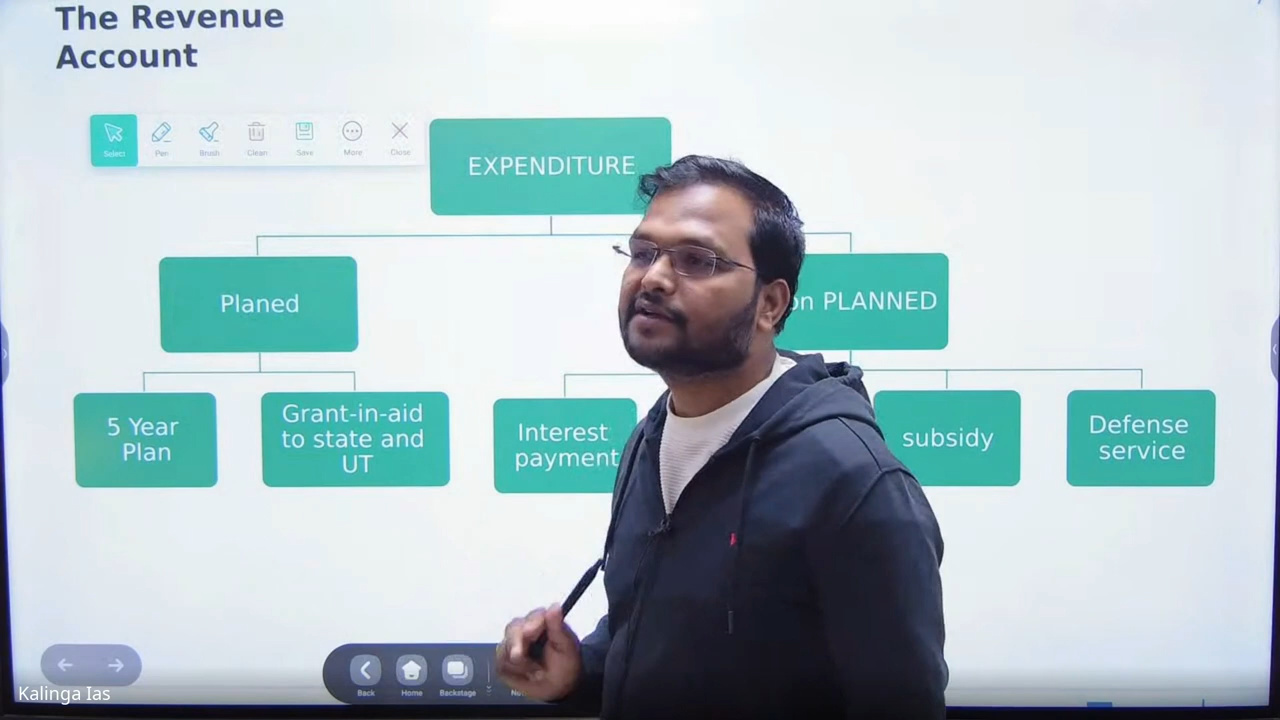 The Revenue
Account
Select
Pen
Brush
Clean
Save
More
Close
EXPENDITURE
Planed
on PLANNED
5 Year
Plan
Grant-in-aid
to state and
UT
Interest
payment
subsidy
Defense
service
Back
Home
Backstage
Kalinga Ias